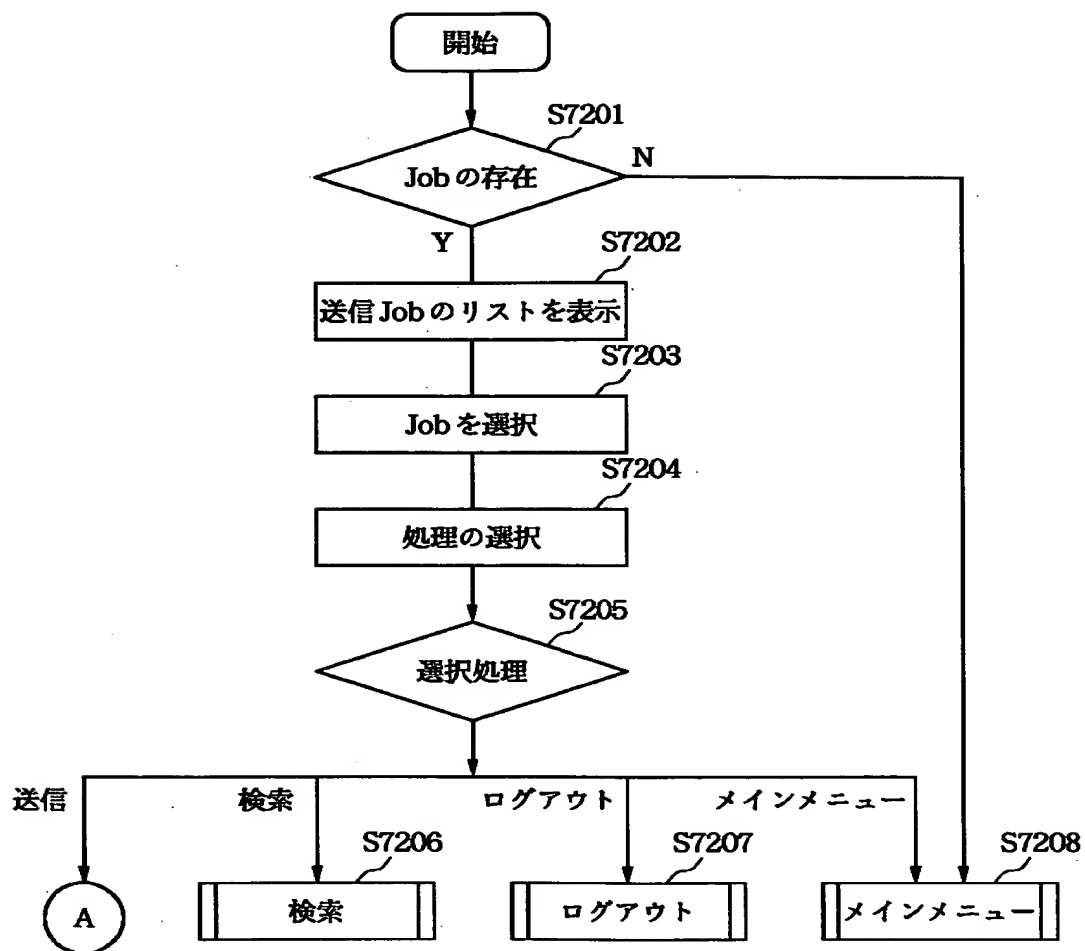 開始
S7201
Jobの存在
N
Y
S7202
送信Jobのリストを表示
S7203
Jobを選択
S7204
処理の選択
S7205
選択処理
送信
検索
ログアウト
メインメニュー
S7206
S7207
S7208
A
検索
ログアウト
メインメニュー